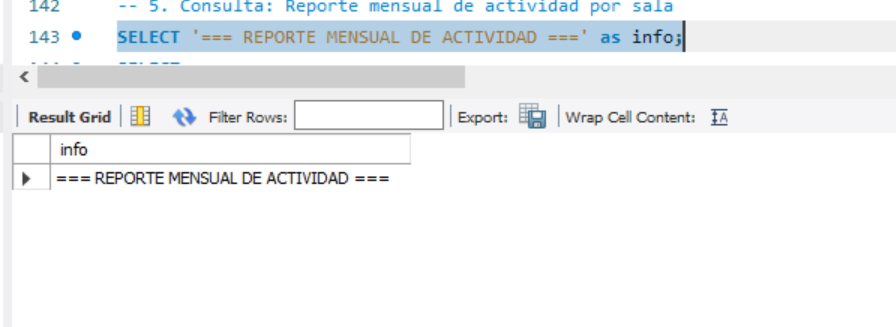 142 -- 5. Consulta: Reporte mensual de actividad por sala
143 SELECT '=== REPORTE MENSUAL DE ACTIVIDAD ===' as info;
Result Grid Filter Rows: Export: Wrap Cell Content:
info
=== REPORTE MENSUAL DE ACTIVIDAD ===